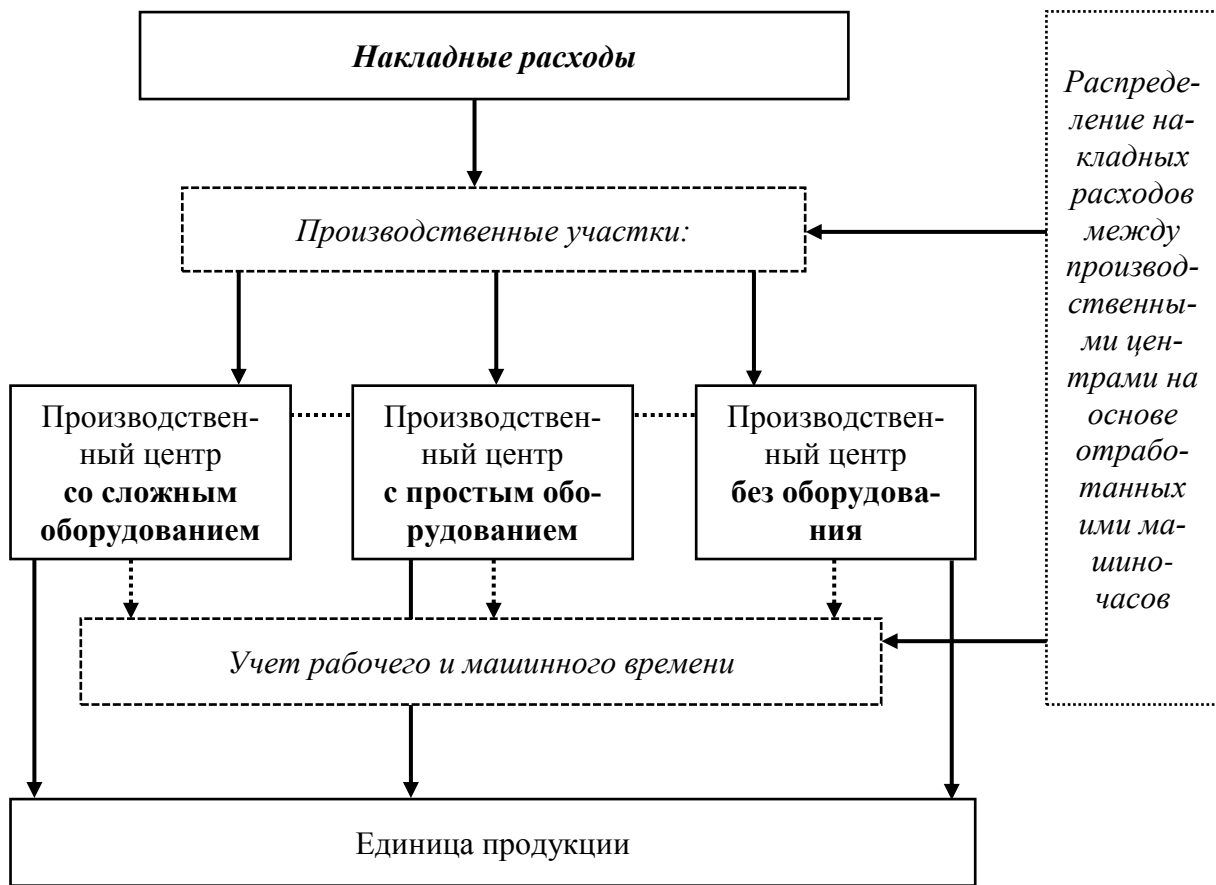 Накладные расходы
Производственные участки:
Производствен-
ный центр
со сложным
оборудованием
Производствен-
ный центр
с простым обо-
рудованием
Производствен-
ный центр
без оборудова-
ния
Учет рабочего и машинного времени
Единица продукции
Распреде-
ление на-
кладных
расходов
между
производ-
ственны-
ми цен-
трами на
основе
отрабо-
танных
ими ма-
шино-
часов